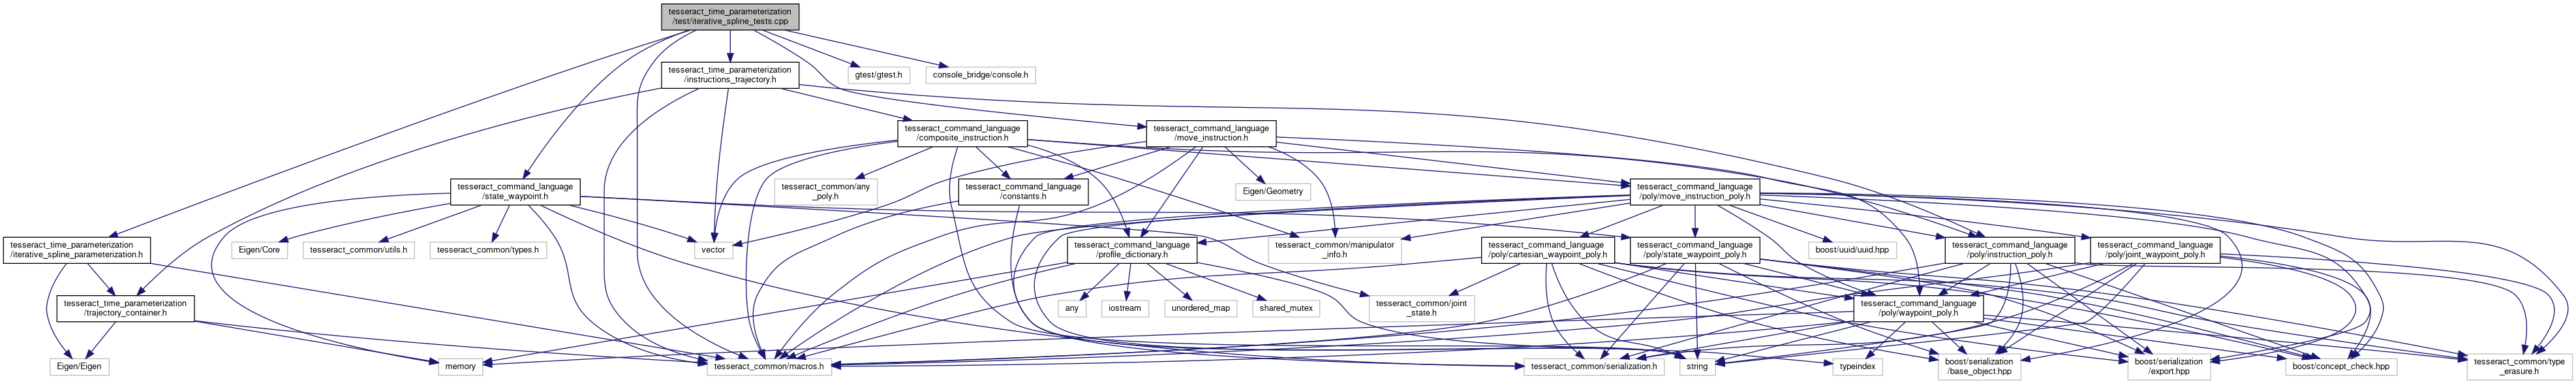 tesseract_time_parameterization
/test/iterative_spline_tests.cpp
tesseract_time_parameterization
/instructions_trajectory.h
gtest/gtest.h
console_bridge/console.h
tesseract_command_language
/composite_instruction.h
tesseract_command_language
/move_instruction.h
tesseract_command_language
/state_waypoint.h
tesseract_common/any
_poly.h
tesseract_command_language
/constants.h
Eigen/Geometry
tesseract_command_language
/poly/move_instruction_poly.h
tesseract_time_parameterization
/iterative_spline_parameterization.h
Eigen/Core
tesseract_common/utils.h
tesseract_common/types.h
vector
tesseract_command_language
/profile_dictionary.h
tesseract_common/manipulator
_info.h
tesseract_command_language
/poly/cartesian_waypoint_poly.h
tesseract_command_language
/poly/state_waypoint_poly.h
boost/uuid/uuid.hpp
tesseract_command_language
/poly/instruction_poly.h
tesseract_command_language
/poly/joint_waypoint_poly.h
tesseract_time_parameterization
/trajectory_container.h
any
iostream
unordered_map
shared_mutex
tesseract_common/joint
_state.h
tesseract_command_language
/poly/waypoint_poly.h
Eigen/Eigen
memory
tesseract_common/macros.h
tesseract_common/serialization.h
string
typeindex
boost/serialization
/base_object.hpp
boost/serialization
/export.hpp
boost/concept_check.hpp
tesseract_common/type
_erasure.h